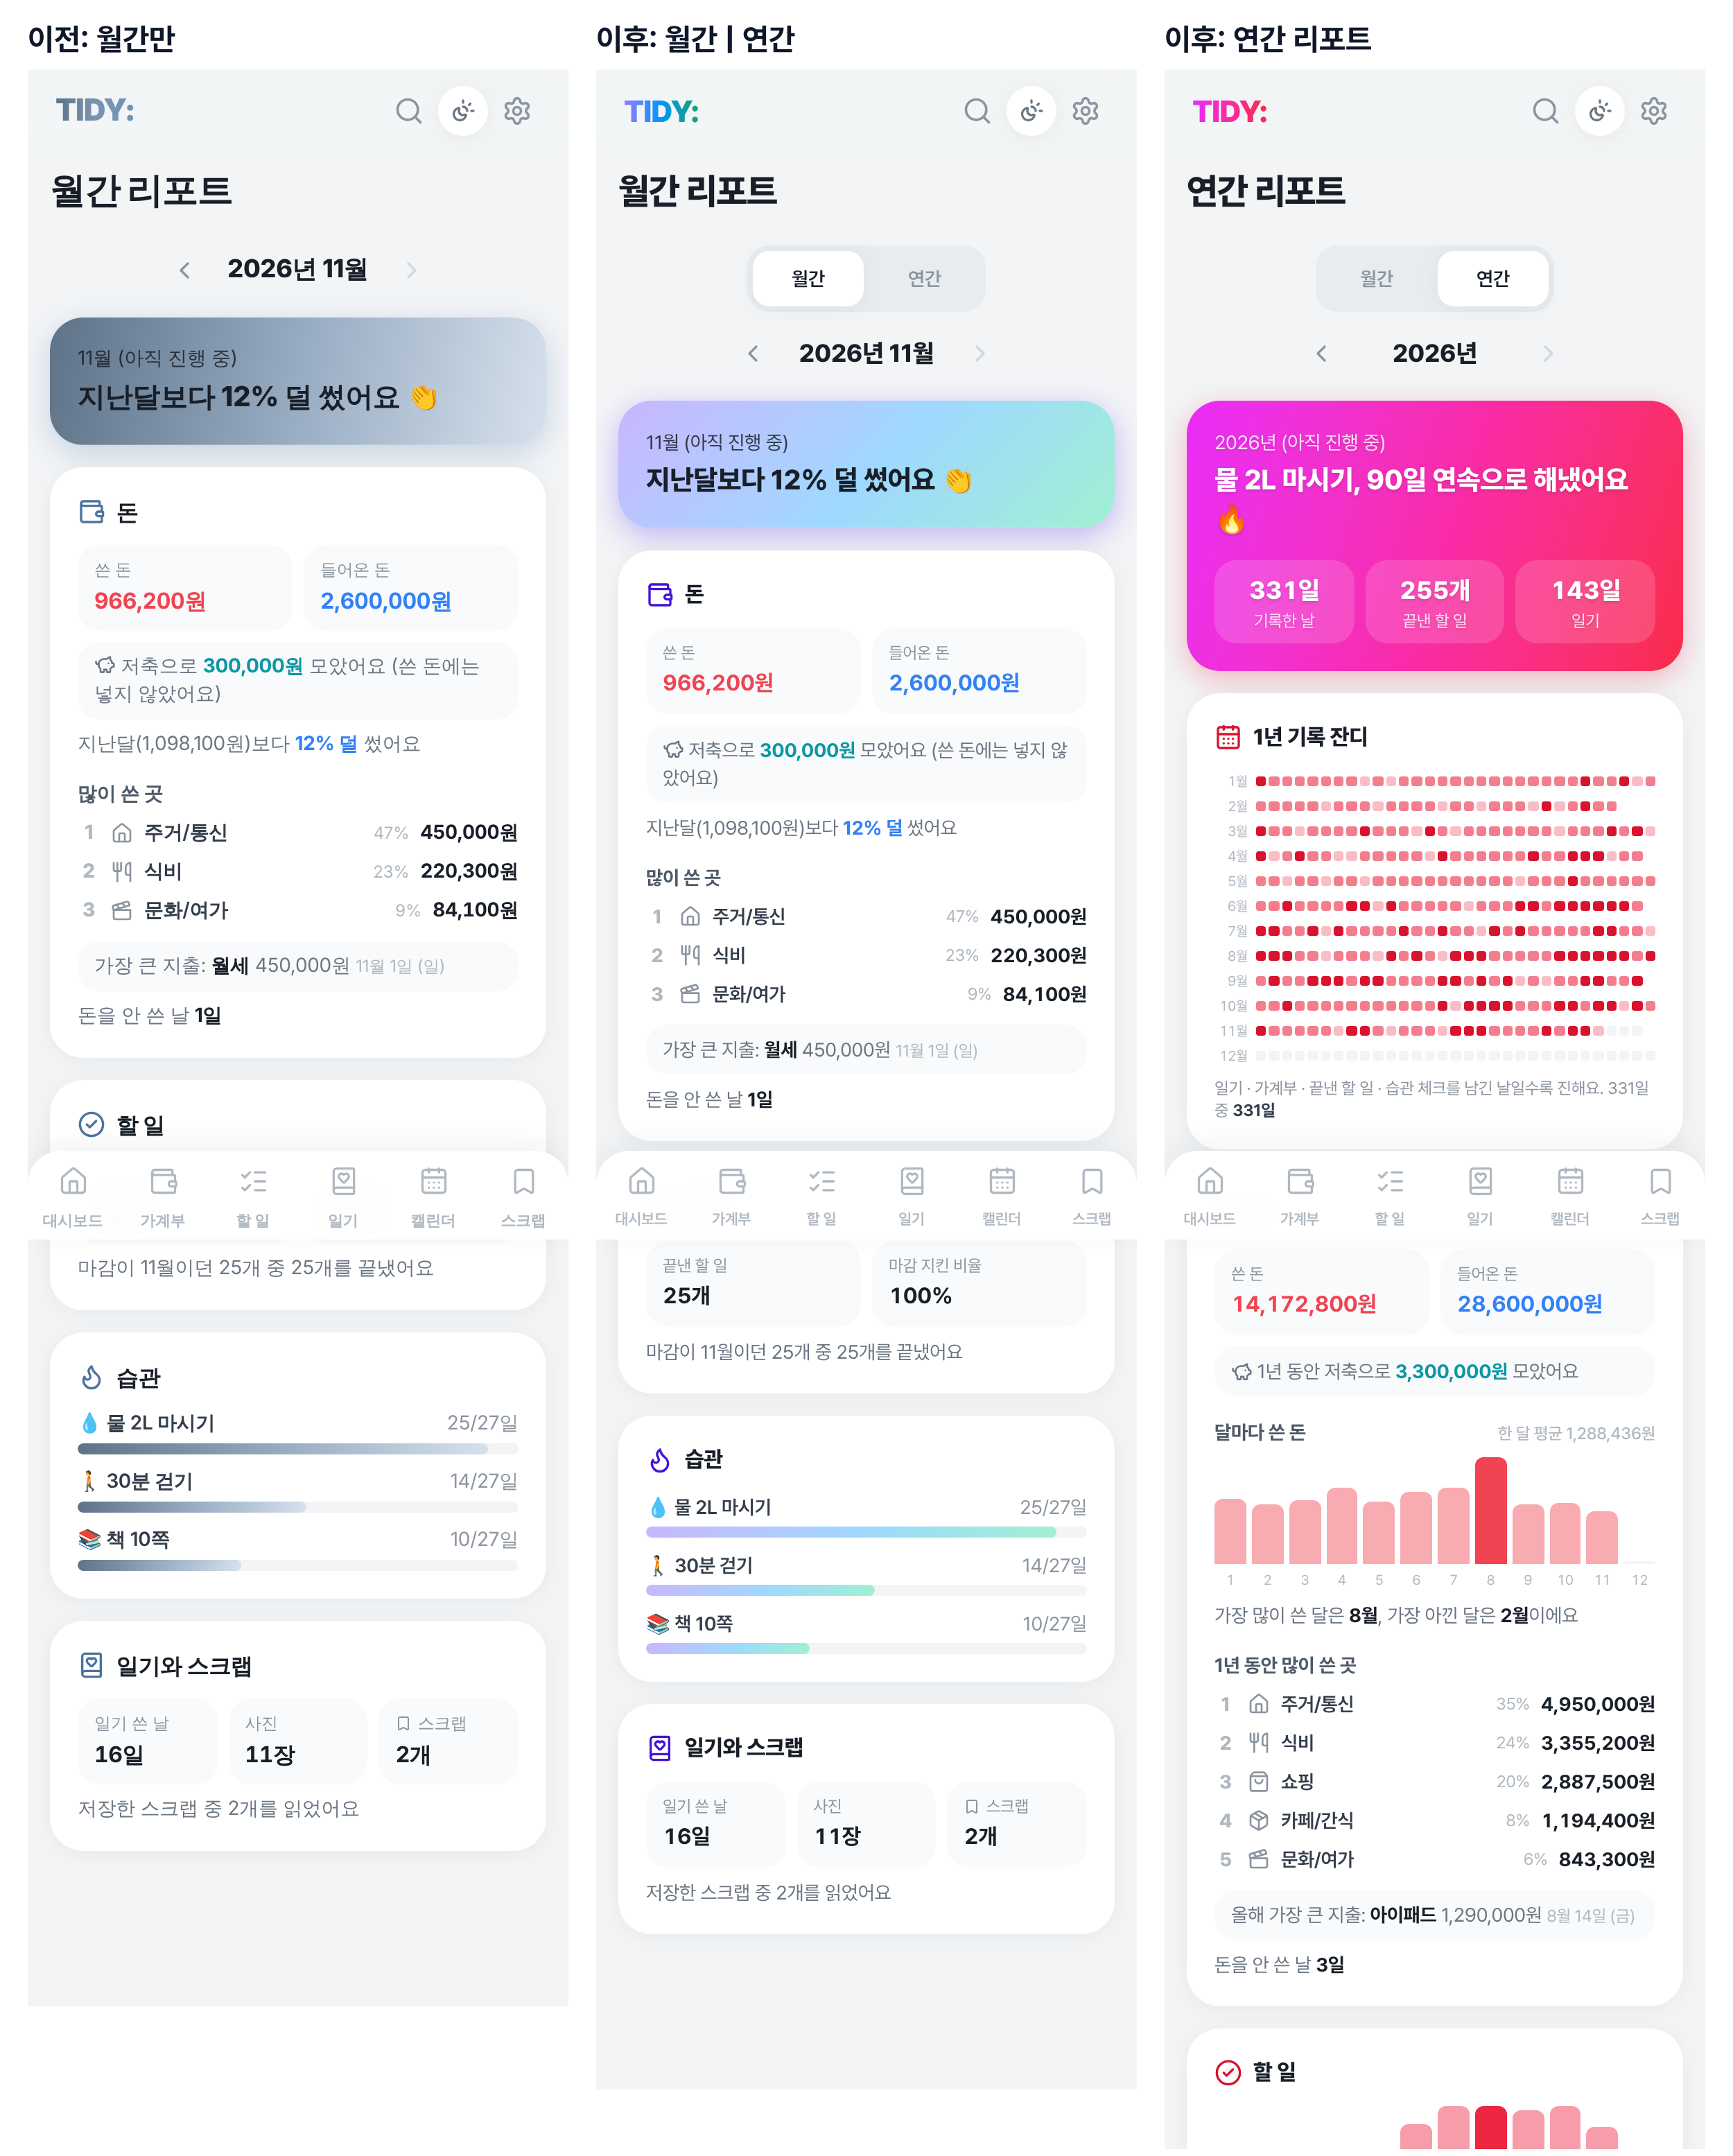 이전: 월간만
TIDY:
월간 리포트
2026년 11월
11월 (아직 진행 중)
지난달보다 12% 덜 썼어요 👏
돈
쓴 돈
966,200원
들어온 돈
2,600,000원
저축으로 300,000원 모았어요 (쓴 돈에는
넣지 않았어요)
지난달(1,098,100원)보다 12% 덜 썼어요
많이 쓴 곳
1 주거/통신 47% 450,000원
2 식비 23% 220,300원
3 문화/여가 9% 84,100원
가장 큰 지출: 월세 450,000원 11월 1일 (일)
돈을 안 쓴 날 1일
할 일
대시보드 가계부 할 일 일기 캘린더 스크랩
마감이 11월이던 25개 중 25개를 끝냈어요
습관
💧 물 2L 마시기 25/27일
🚶 30분 걷기 14/27일
📚 책 10쪽 10/27일
일기와 스크랩
일기 쓴 날
16일
사진
11장
스크랩
2개
저장한 스크랩 중 2개를 읽었어요
이후: 월간 | 연간
TIDY:
월간 리포트
월간 연간
2026년 11월
11월 (아직 진행 중)
지난달보다 12% 덜 썼어요 👏
돈
쓴 돈
966,200원
들어온 돈
2,600,000원
저축으로 300,000원 모았어요 (쓴 돈에는 넣지 않
았어요)
지난달(1,098,100원)보다 12% 덜 썼어요
많이 쓴 곳
1 주거/통신 47% 450,000원
2 식비 23% 220,300원
3 문화/여가 9% 84,100원
가장 큰 지출: 월세 450,000원 11월 1일 (일)
돈을 안 쓴 날 1일
대시보드 가계부 할 일 일기 캘린더 스크랩
끝낸 할 일
25개
마감 지킨 비율
100%
마감이 11월이던 25개 중 25개를 끝냈어요
습관
💧 물 2L 마시기 25/27일
🚶 30분 걷기 14/27일
📚 책 10쪽 10/27일
일기와 스크랩
일기 쓴 날
16일
사진
11장
스크랩
2개
저장한 스크랩 중 2개를 읽었어요
이후: 연간 리포트
TIDY:
연간 리포트
월간 연간
2026년
2026년 (아직 진행 중)
물 2L 마시기, 90일 연속으로 해냈어요
🔥
331일
기록한 날
255개
끝낸 할 일
143일
일기
1년 기록 잔디
1월
2월
3월
4월
5월
6월
7월
8월
9월
10월
11월
12월
일기 · 가계부 · 끝낸 할 일 · 습관 체크를 남긴 날일수록 진해요. 331일
중 331일
대시보드 가계부 할 일 일기 캘린더 스크랩
쓴 돈
14,172,800원
들어온 돈
28,600,000원
1년 동안 저축으로 3,300,000원 모았어요
달마다 쓴 돈 한 달 평균 1,288,436원
1 2 3 4 5 6 7 8 9 10 11 12
가장 많이 쓴 달은 8월, 가장 아낀 달은 2월이에요
1년 동안 많이 쓴 곳
1 주거/통신 35% 4,950,000원
2 식비 24% 3,355,200원
3 쇼핑 20% 2,887,500원
4 카페/간식 8% 1,194,400원
5 문화/여가 6% 843,300원
올해 가장 큰 지출: 아이패드 1,290,000원 8월 14일 (금)
돈을 안 쓴 날 3일
할 일